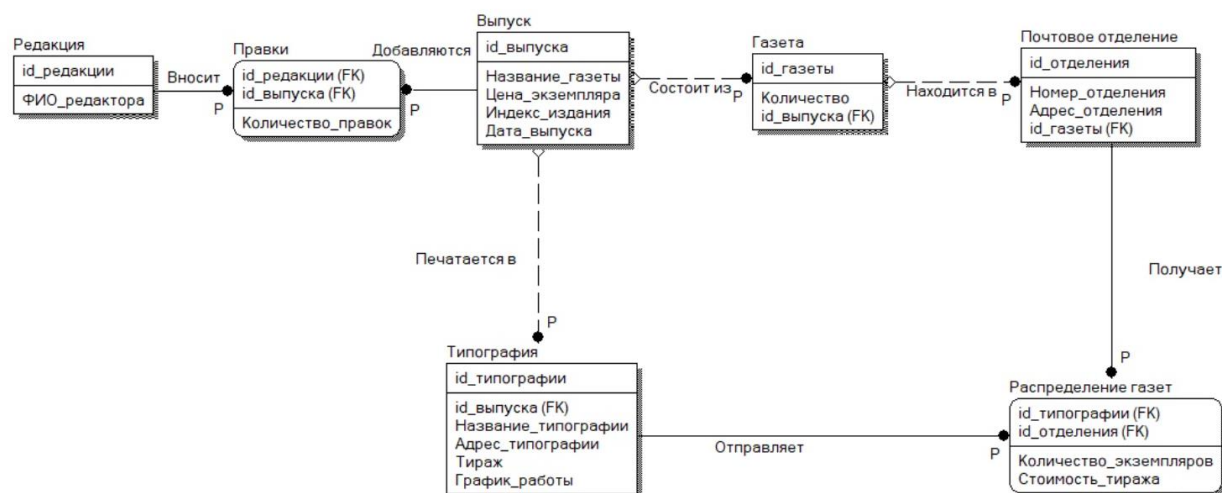 Редакция
id_редакции
ФИО_редактора
Вносит
P
Правки
id_редакции (FK)
id_выпуска (FK)
Количество_правок
Добавляются
P
Выпуск
id_выпуска
Название_газеты
Цена_экземпляра
Индекс_издания
Дата_выпуска
Состоит из
P
Газета
id_газеты
Количество
id_выпуска (FK)
Находится в
P
Почтовое отделение
id_отделения
Номер_отделения
Адрес_отделения
id_газеты (FK)
Печатается в
P
Получает
P
Типография
id_типографии
id_выпуска (FK)
Название_типографии
Адрес_типографии
Тираж
График_работы
Отправляет
P
Распределение газет
id_типографии (FK)
id_отделения (FK)
Количество_экземпляров
Стоимость_тиража